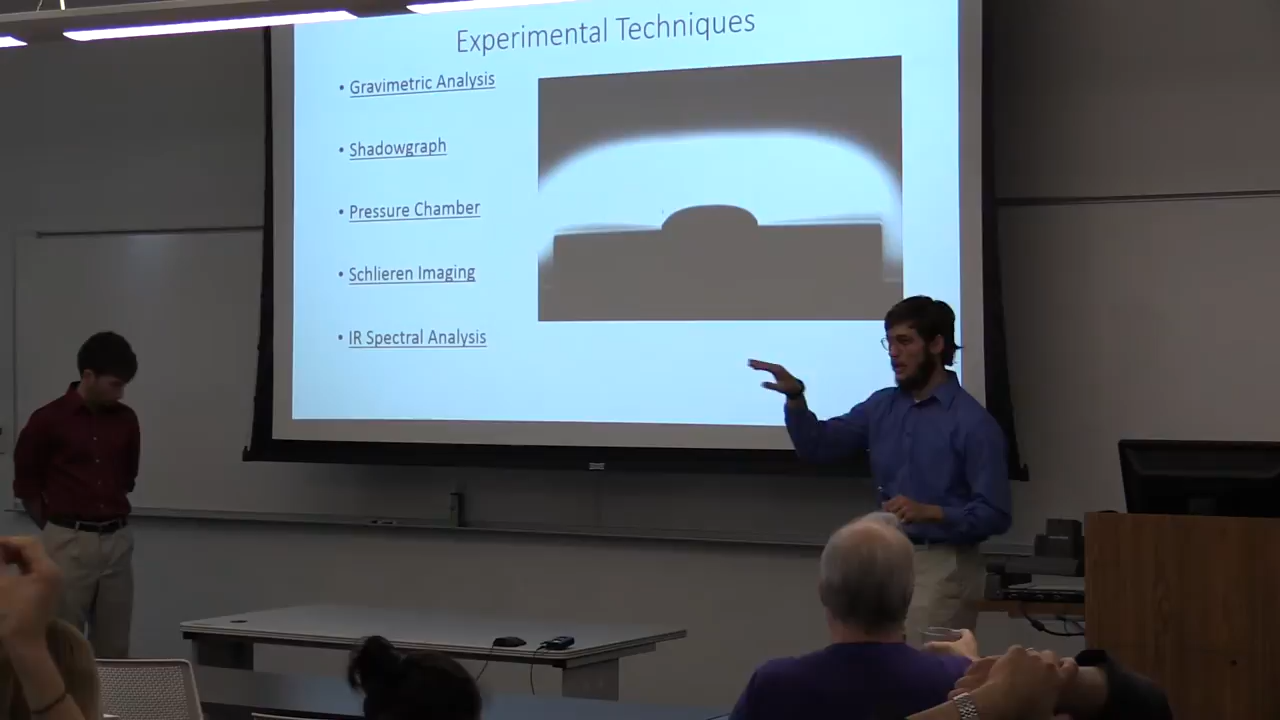 Experimental Techniques
• Gravimetric Analysis
• Shadowgraph
• Pressure Chamber
• Schlieren Imaging
• IR Spectral Analysis